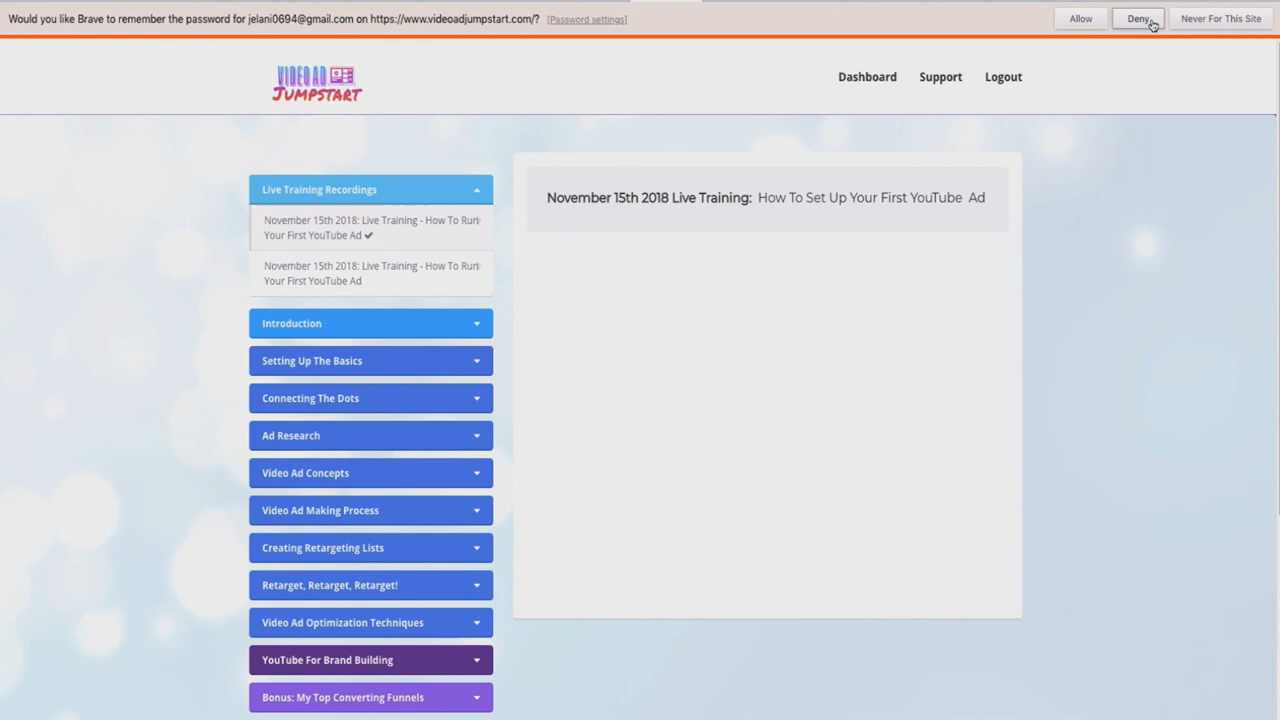 Would you like Brave to remember the password for jelani0694@gmail.com on https://www.videoadjumpstart.com/? [Password settings] Allow Deny Never For This Site
VIDEO AD
JUMPSTART
Dashboard Support Logout
Live Training Recordings
November 15th 2018: Live Training - How To Run
Your First YouTube Ad ✔
November 15th 2018: Live Training - How To Run
Your First YouTube Ad
Introduction
Setting Up The Basics
Connecting The Dots
Ad Research
Video Ad Concepts
Video Ad Making Process
Creating Retargeting Lists
Retarget, Retarget, Retarget!
Video Ad Optimization Techniques
YouTube For Brand Building
Bonus: My Top Converting Funnels
November 15th 2018 Live Training: How To Set Up Your First YouTube Ad